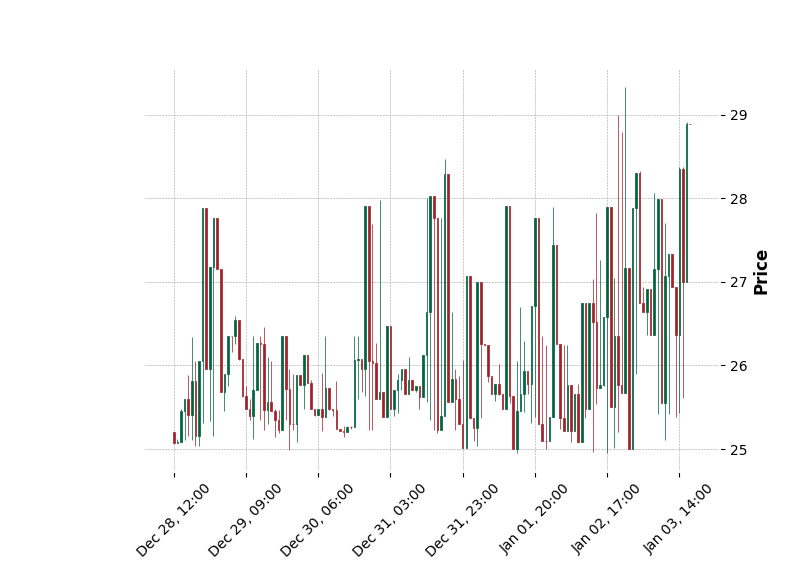 29
28
27
26
25
Price
Dec 28, 12:00
Dec 29, 09:00
Dec 30, 06:00
Dec 31, 03:00
Dec 31, 23:00
Jan 01, 20:00
Jan 02, 17:00
Jan 03, 14:00